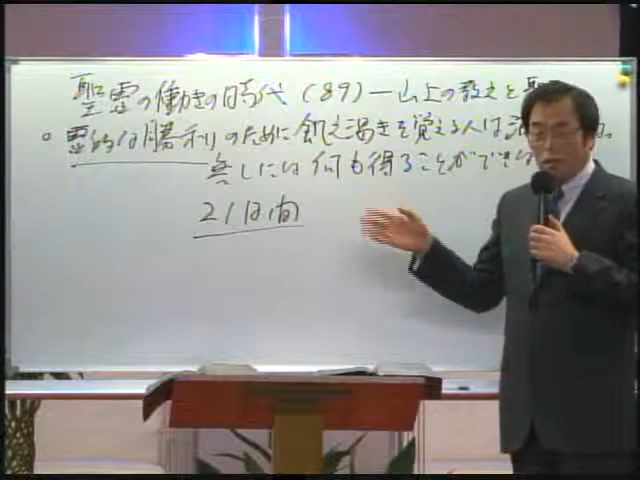 聖霊の働きの時代 (89) ー山上の教えと聖
○霊的な勝利のために飢え渇きを覚える人は
無しには何も得ることができ
21日間